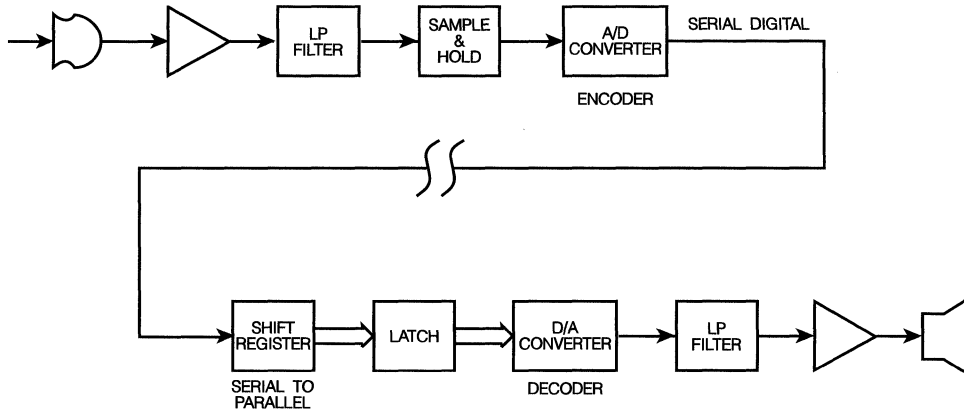 LP
FILTER
SAMPLE
&
HOLD
A/D
CONVERTER
ENCODER
SERIAL DIGITAL
SHIFT
REGISTER
SERIAL TO
PARALLEL
LATCH
D/A
CONVERTER
DECODER
LP
FILTER